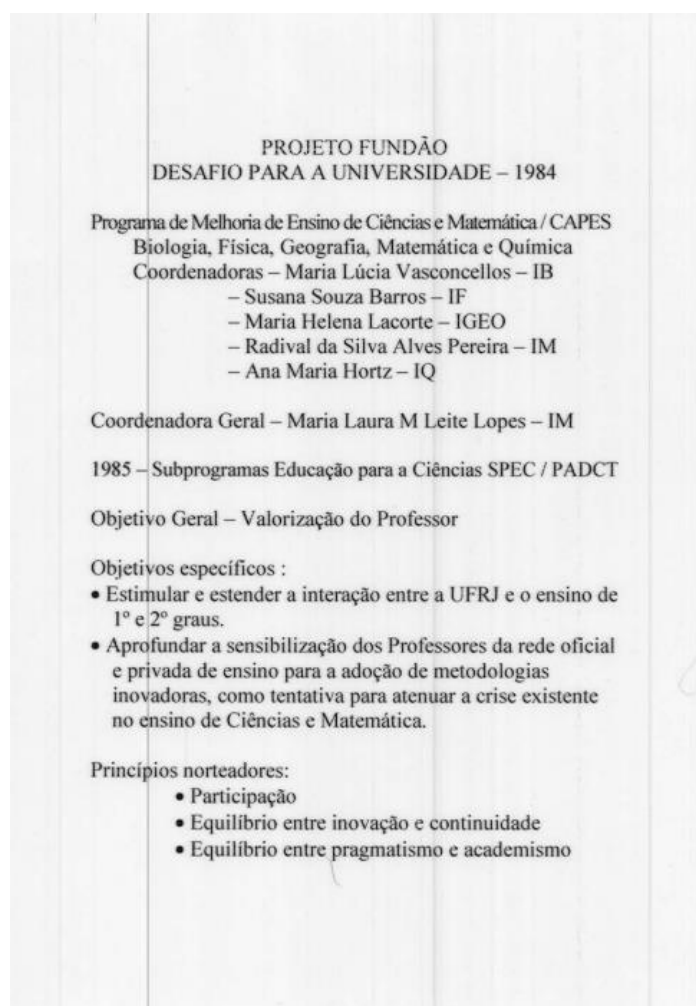 PROJETO FUNDÃO
DESAFIO PARA A UNIVERSIDADE – 1984
Programa de Melhoria de Ensino de Ciências e Matemática / CAPES
Biologia, Física, Geografia, Matemática e Química
Coordenadoras – Maria Lúcia Vasconcellos – IB
– Susana Souza Barros – IF
– Maria Helena Lacorte – IGEO
– Radival da Silva Alves Pereira – IM
– Ana Maria Hortz – IQ
Coordenadora Geral – Maria Laura M Leite Lopes – IM
1985 – Subprogramas Educação para a Ciências SPEC / PADCT
Objetivo Geral – Valorização do Professor
Objetivos específicos :
• Estimular e estender a interação entre a UFRJ e o ensino de
1º e 2º graus.
• Aprofundar a sensibilização dos Professores da rede oficial
e privada de ensino para a adoção de metodologias
inovadoras, como tentativa para atenuar a crise existente
no ensino de Ciências e Matemática.
Princípios norteadores:
• Participação
• Equilíbrio entre inovação e continuidade
• Equilíbrio entre pragmatismo e academismo